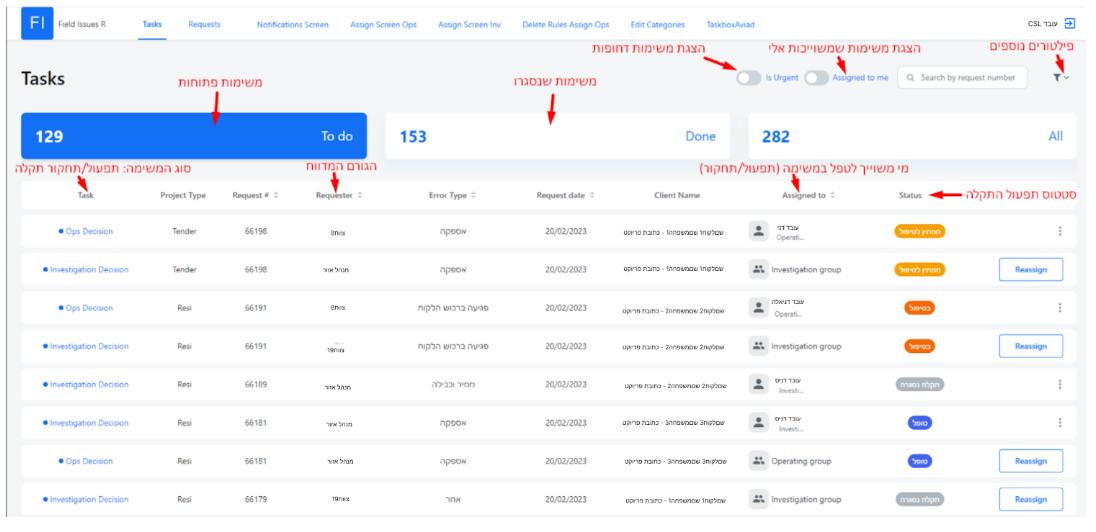 FI Field Issues R Tasks Requests Notifications Screen Assign Screen Ops Assign Screen Inv Delete Rules Assign Ops Edit Categories TaskboxAviad עובד CSL
הצגת משימות דחופות הצגת משימות שמשוייכות אלי פילטורים נוספים
Tasks Is Urgent Assigned to me Search by request number
משימות פתוחות משימות שנסגרו
129 To do 153 Done 282 All
סוג המשימה: תפעול/תחקור תקלה הגורם המדווח מי משוייך לטפל במשימה (תפעול/תחקור)
סטטוס תפעול התקלה
Task Project Type Request # Requester Error Type Request date Client Name Assigned to Status
Ops Decision Tender 66198 צוות8 אספקה 20/02/2023 שםלקוח1 שםמשפחה1 - כתובת פרויקט עובד דני Operati... ממתין לטיפול
Investigation Decision Tender 66198 מנהל אזור אספקה 20/02/2023 שםלקוח1 שםמשפחה1 - כתובת פרויקט Investigation group ממתין לטיפול Reassign
Ops Decision Resi 66191 צוות8 פגיעה ברכוש הלקוח 20/02/2023 שםלקוח2 שםמשפחה2 - כתובת פרויקט עובד דניאלה Operati... בטיפול
Investigation Decision Resi 66191 צוות19 פגיעה ברכוש הלקוח 20/02/2023 שםלקוח2 שםמשפחה2 - כתובת פרויקט Investigation group בטיפול Reassign
Investigation Decision Resi 66189 מנהל אזור ממיר וכבילה 20/02/2023 שםלקוח2 שםמשפחה2 - כתובת פרויקט עובד דניס Investi... תקלה נסגרה
Investigation Decision Resi 66181 מנהל אזור אספקה 20/02/2023 שםלקוח3 שםמשפחה3 - כתובת פרויקט עובד דניס Investi... טופל
Ops Decision Resi 66181 מנהל אזור אספקה 20/02/2023 שםלקוח3 שםמשפחה3 - כתובת פרויקט Operating group טופל Reassign
Investigation Decision Resi 66179 צוות19 אחר 20/02/2023 שםלקוח1 שםמשפחה1 - כתובת פרויקט Investigation group תקלה נסגרה Reassign